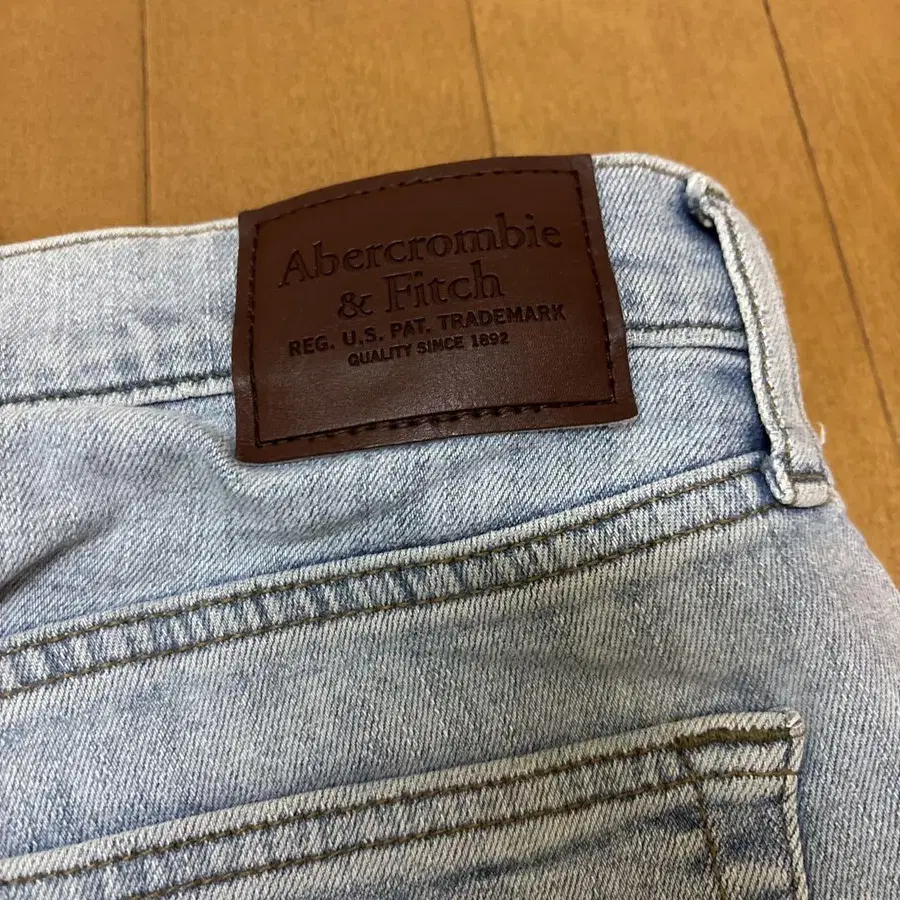 Abercrombie
& Fitch
REG. U.S. PAT. TRADEMARK
QUALITY SINCE 1892